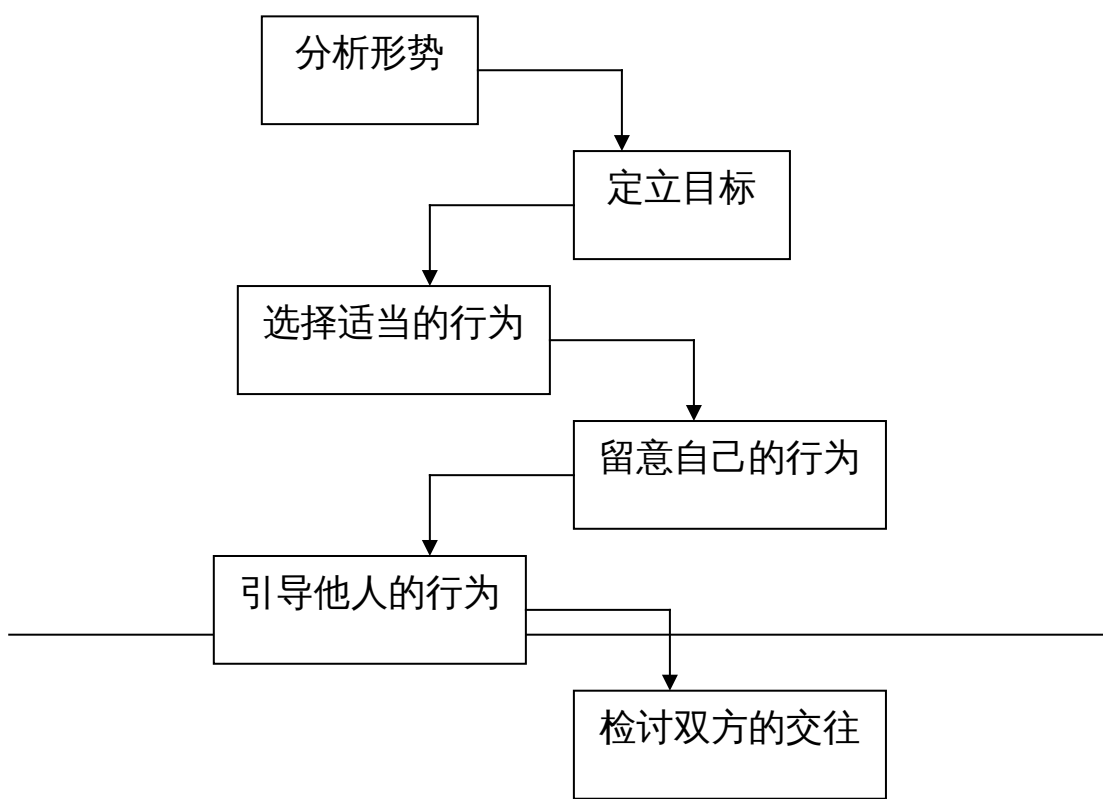 分析形势
定立目标
选择适当的行为
留意自己的行为
引导他人的行为
检讨双方的交往